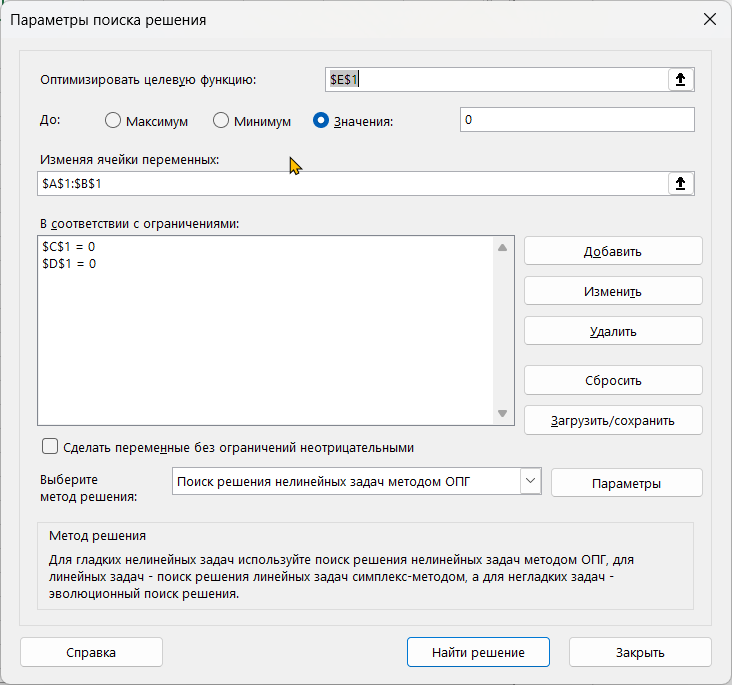 Параметры поиска решения
Оптимизировать целевую функцию: $E$1
До: Максимум Минимум Значения: 0
Изменяя ячейки переменных:
$A$1:$B$1
В соответствии с ограничениями:
$C$1 = 0
$D$1 = 0
Добавить
Изменить
Удалить
Сбросить
Загрузить/сохранить
Сделать переменные без ограничений неотрицательными
Выберите
метод решения:
Поиск решения нелинейных задач методом ОПГ
Параметры
Метод решения
Для гладких нелинейных задач используйте поиск решения нелинейных задач методом ОПГ, для
линейных задач - поиск решения линейных задач симплекс-методом, а для негладких задач -
эволюционный поиск решения.
Справка
Найти решение
Закрыть